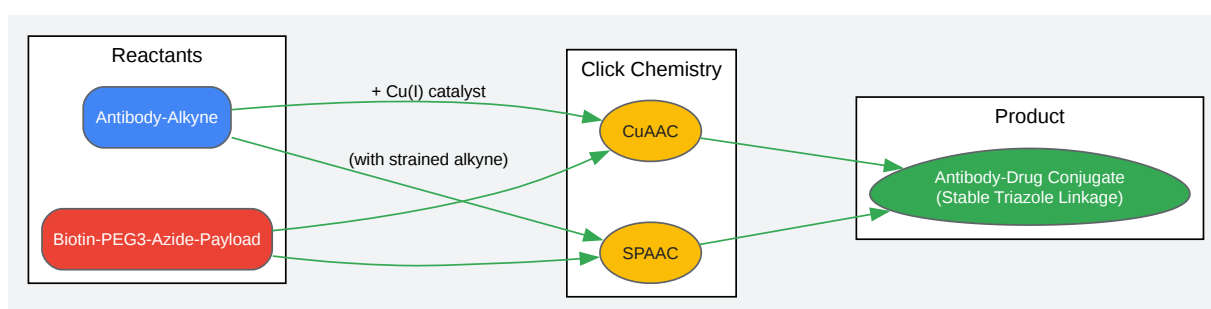 Reactants
Antibody-Alkyne
Biotin-PEG3-Azide-Payload
+ Cu(I) catalyst
(with strained alkyne)
Click Chemistry
CuAAC
SPAAC
Product
Antibody-Drug Conjugate
(Stable Triazole Linkage)